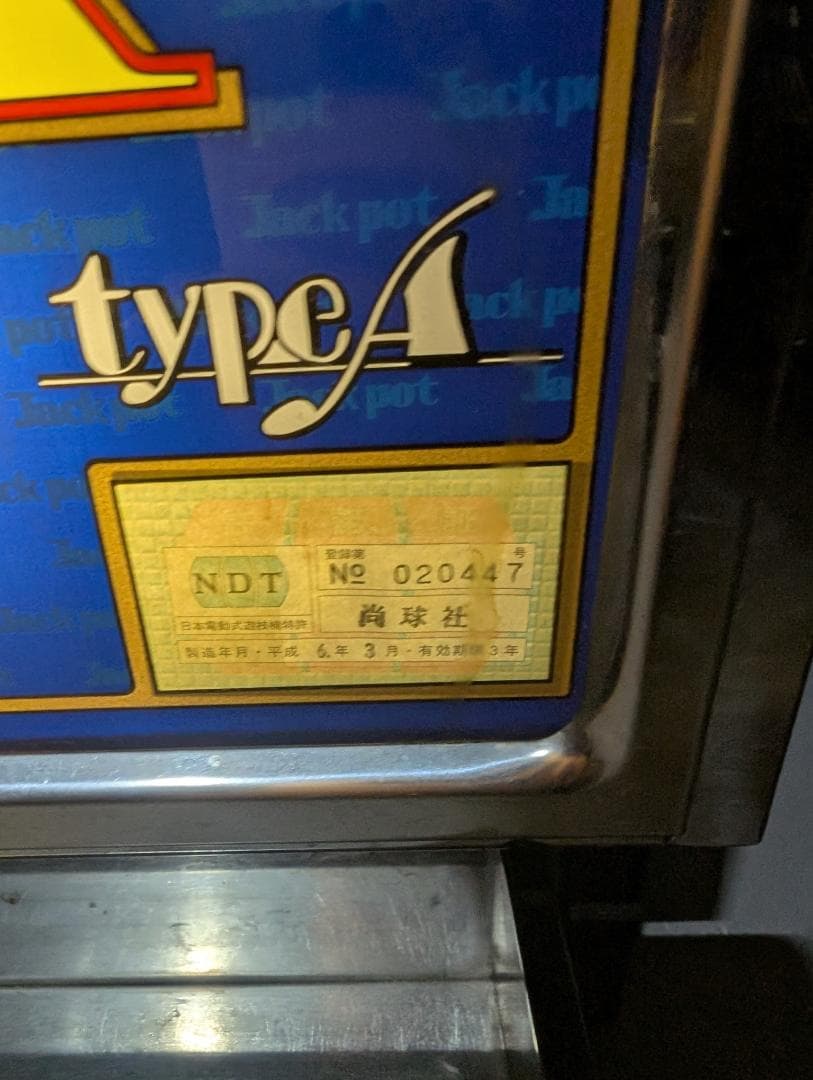 Jack pot
Jack pot
Jack pot
type A
Jack pot
Jack pot
NDT
日本電動式遊技機特許
登録第 号
№ 020447
尚球社
製造年月・平成 6.年 3 月・有効期間 3 年